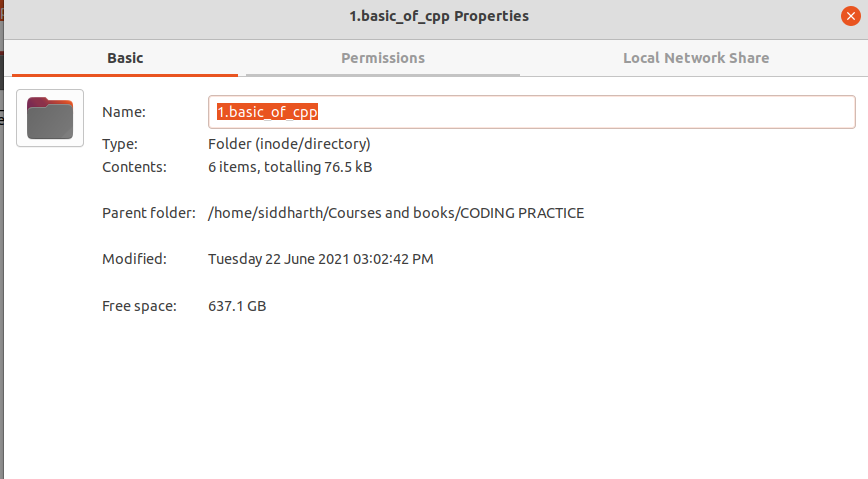 1.basic_of_cpp Properties
Basic Permissions Local Network Share
Name: 1.basic_of_cpp
Type: Folder (inode/directory)
Contents: 6 items, totalling 76.5 kB
Parent folder: /home/siddharth/Courses and books/CODING PRACTICE
Modified: Tuesday 22 June 2021 03:02:42 PM
Free space: 637.1 GB